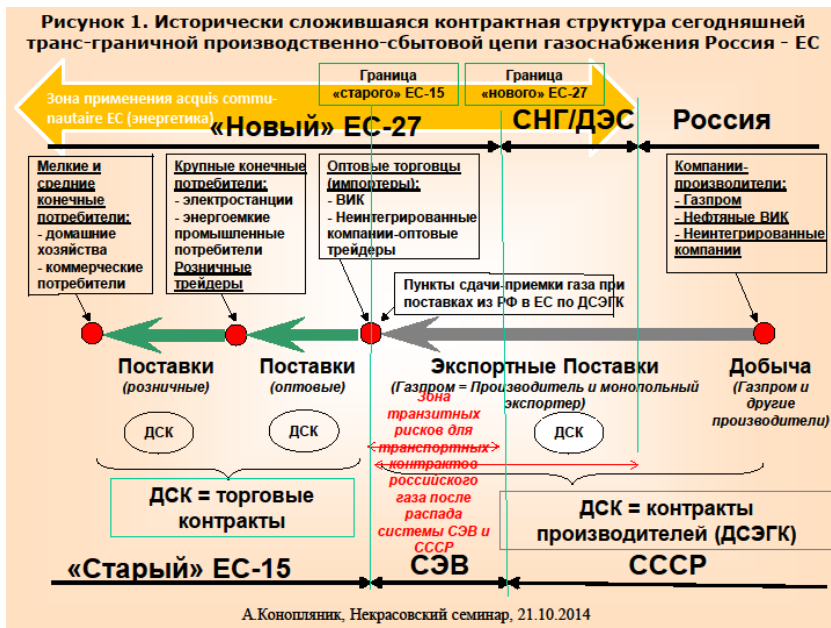 Рисунок 1. Исторически сложившаяся контрактная структура сегодняшней
транс-граничной производственно-сбытовой цепи газоснабжения Россия - ЕС
Граница
«старого» ЕС-15
Граница
«нового» ЕС-27
Зона применения acquis commu-
nautaire ЕС (энергетика)
«Новый» ЕС-27
СНГ/ДЭС
Россия
Мелкие и
средние
конечные
потребители:
- домашние
хозяйства
- коммерческие
потребители
Крупные конечные
потребители:
- электростанции
- энергоемкие
промышленные
потребители
Розничные
трейдеры
Оптовые торговцы
(импортеры):
- ВИК
- Неинтегрированные
компании-оптовые
трейдеры
Компании-
производители:
- Газпром
- Нефтяные ВИК
- Неинтегрированные
компании
Пункты сдачи-приемки газа при
поставках из РФ в ЕС по ДСЭГК
Поставки
(розничные)
Поставки
(оптовые)
Экспортные Поставки
(Газпром = Производитель и монопольный
экспортер)
Добыча
(Газпром и
другие
производители)
ДСК
ДСК
ДСК
Зона
транзитных
рисков для
транспортных
контрактов
российского
газа после
распада
системы СЭВ и
СССР
ДСК = торговые
контракты
ДСК = контракты
производителей (ДСЭГК)
«Старый» ЕС-15
СЭВ
СССР
А.Конопляник, Некрасовский семинар, 21.10.2014